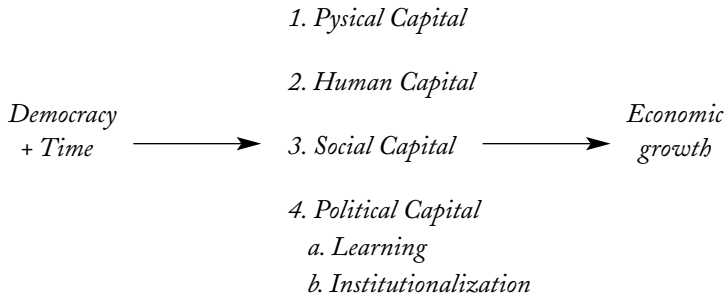 1. Pysical Capital
2. Human Capital
Democracy
+ Time
3. Social Capital
Economic
growth
4. Political Capital
a. Learning
b. Institutionalization